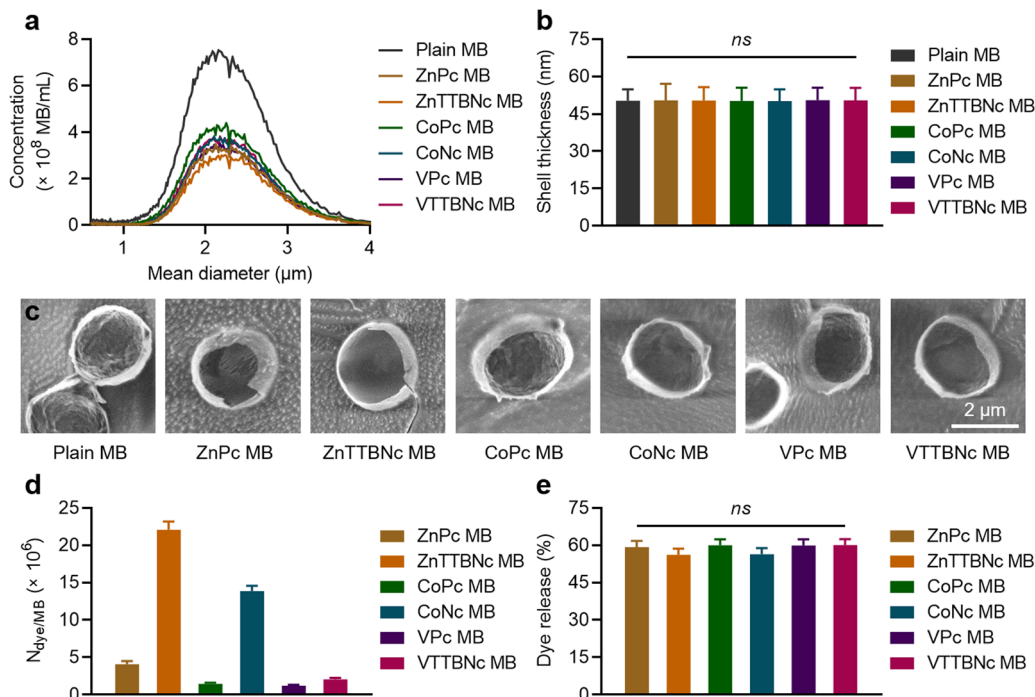 a
8
6
4
2
0
Concentration
(× 10⁸ MB/mL)
1
2
3
4
Mean diameter (μm)
Plain MB
ZnPc MB
ZnTTBNc MB
CoPc MB
CoNc MB
VPc MB
VTTBNc MB
b
75
60
45
30
15
0
Shell thickness (nm)
ns
Plain MB
ZnPc MB
ZnTTBNc MB
CoPc MB
CoNc MB
VPc MB
VTTBNc MB
c
2 μm
Plain MB
ZnPc MB
ZnTTBNc MB
CoPc MB
CoNc MB
VPc MB
VTTBNc MB
d
25
20
15
10
5
0
N dye/MB (× 10⁶)
ZnPc MB
ZnTTBNc MB
CoPc MB
CoNc MB
VPc MB
VTTBNc MB
e
75
60
45
30
15
0
Dye release (%)
ns
ZnPc MB
ZnTTBNc MB
CoPc MB
CoNc MB
VPc MB
VTTBNc MB